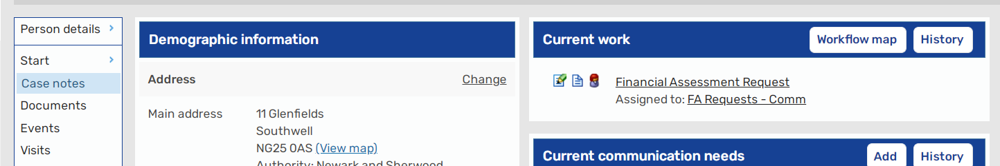 Person details
Start
Case notes
Documents
Events
Visits
Demographic information
Address Change
Main address 11 Glenfields
Southwell
NG25 0AS (View map)
Authority: Newark and Sherwood
Current work Workflow map History
Financial Assessment Request
Assigned to: FA Requests - Comm
Current communication needs Add History